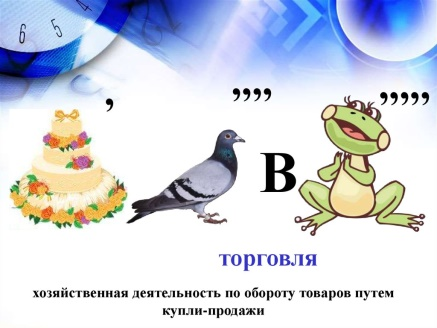 , ,,,, ,,,,,
В
торговля
хозяйственная деятельность по обороту товаров путем
купли-продажи